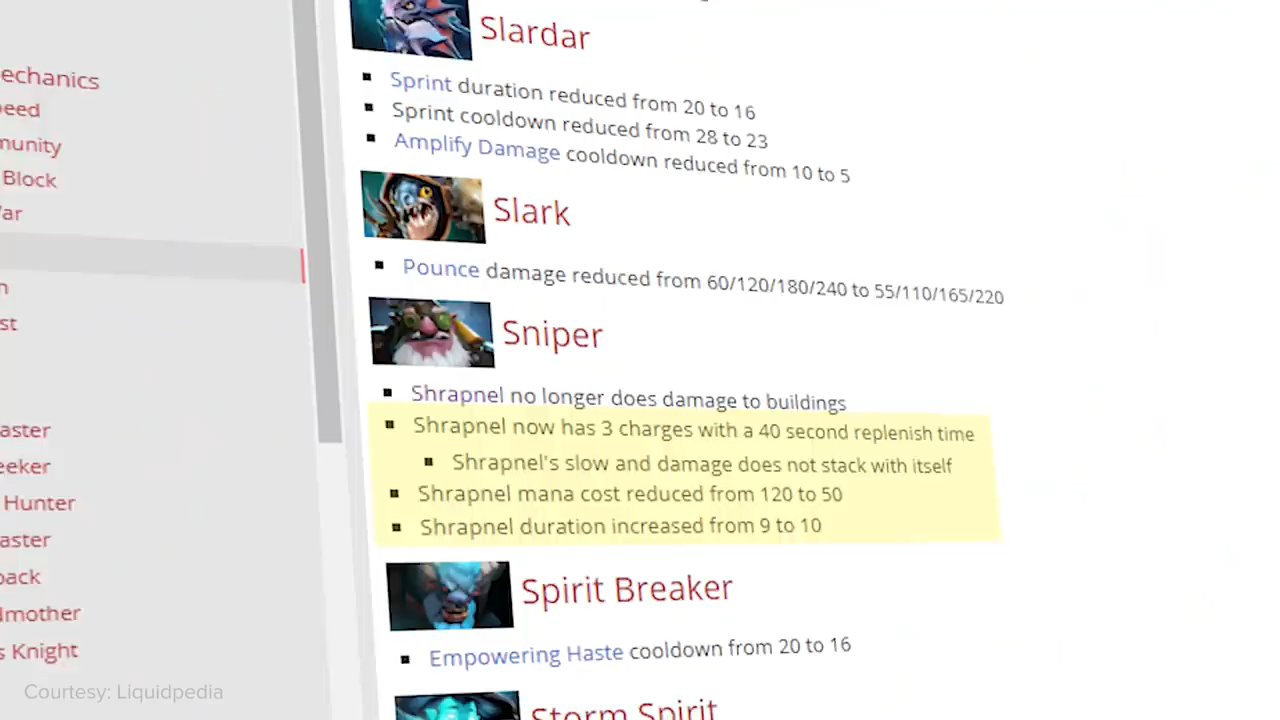 Slardar
Sprint duration reduced from 20 to 16
Sprint cooldown reduced from 28 to 23
Amplify Damage cooldown reduced from 10 to 5
Slark
Pounce damage reduced from 60/120/180/240 to 55/110/165/220
Sniper
Shrapnel no longer does damage to buildings
Shrapnel now has 3 charges with a 40 second replenish time
Shrapnel's slow and damage does not stack with itself
Shrapnel mana cost reduced from 120 to 50
Shrapnel duration increased from 9 to 10
Spirit Breaker
Empowering Haste cooldown from 20 to 16
Storm Spirit
echanics
eed
munity
Block
ar
n
st
aster
eeker
Hunter
aster
back
dmother
s Knight
Courtesy: Liquidpedia